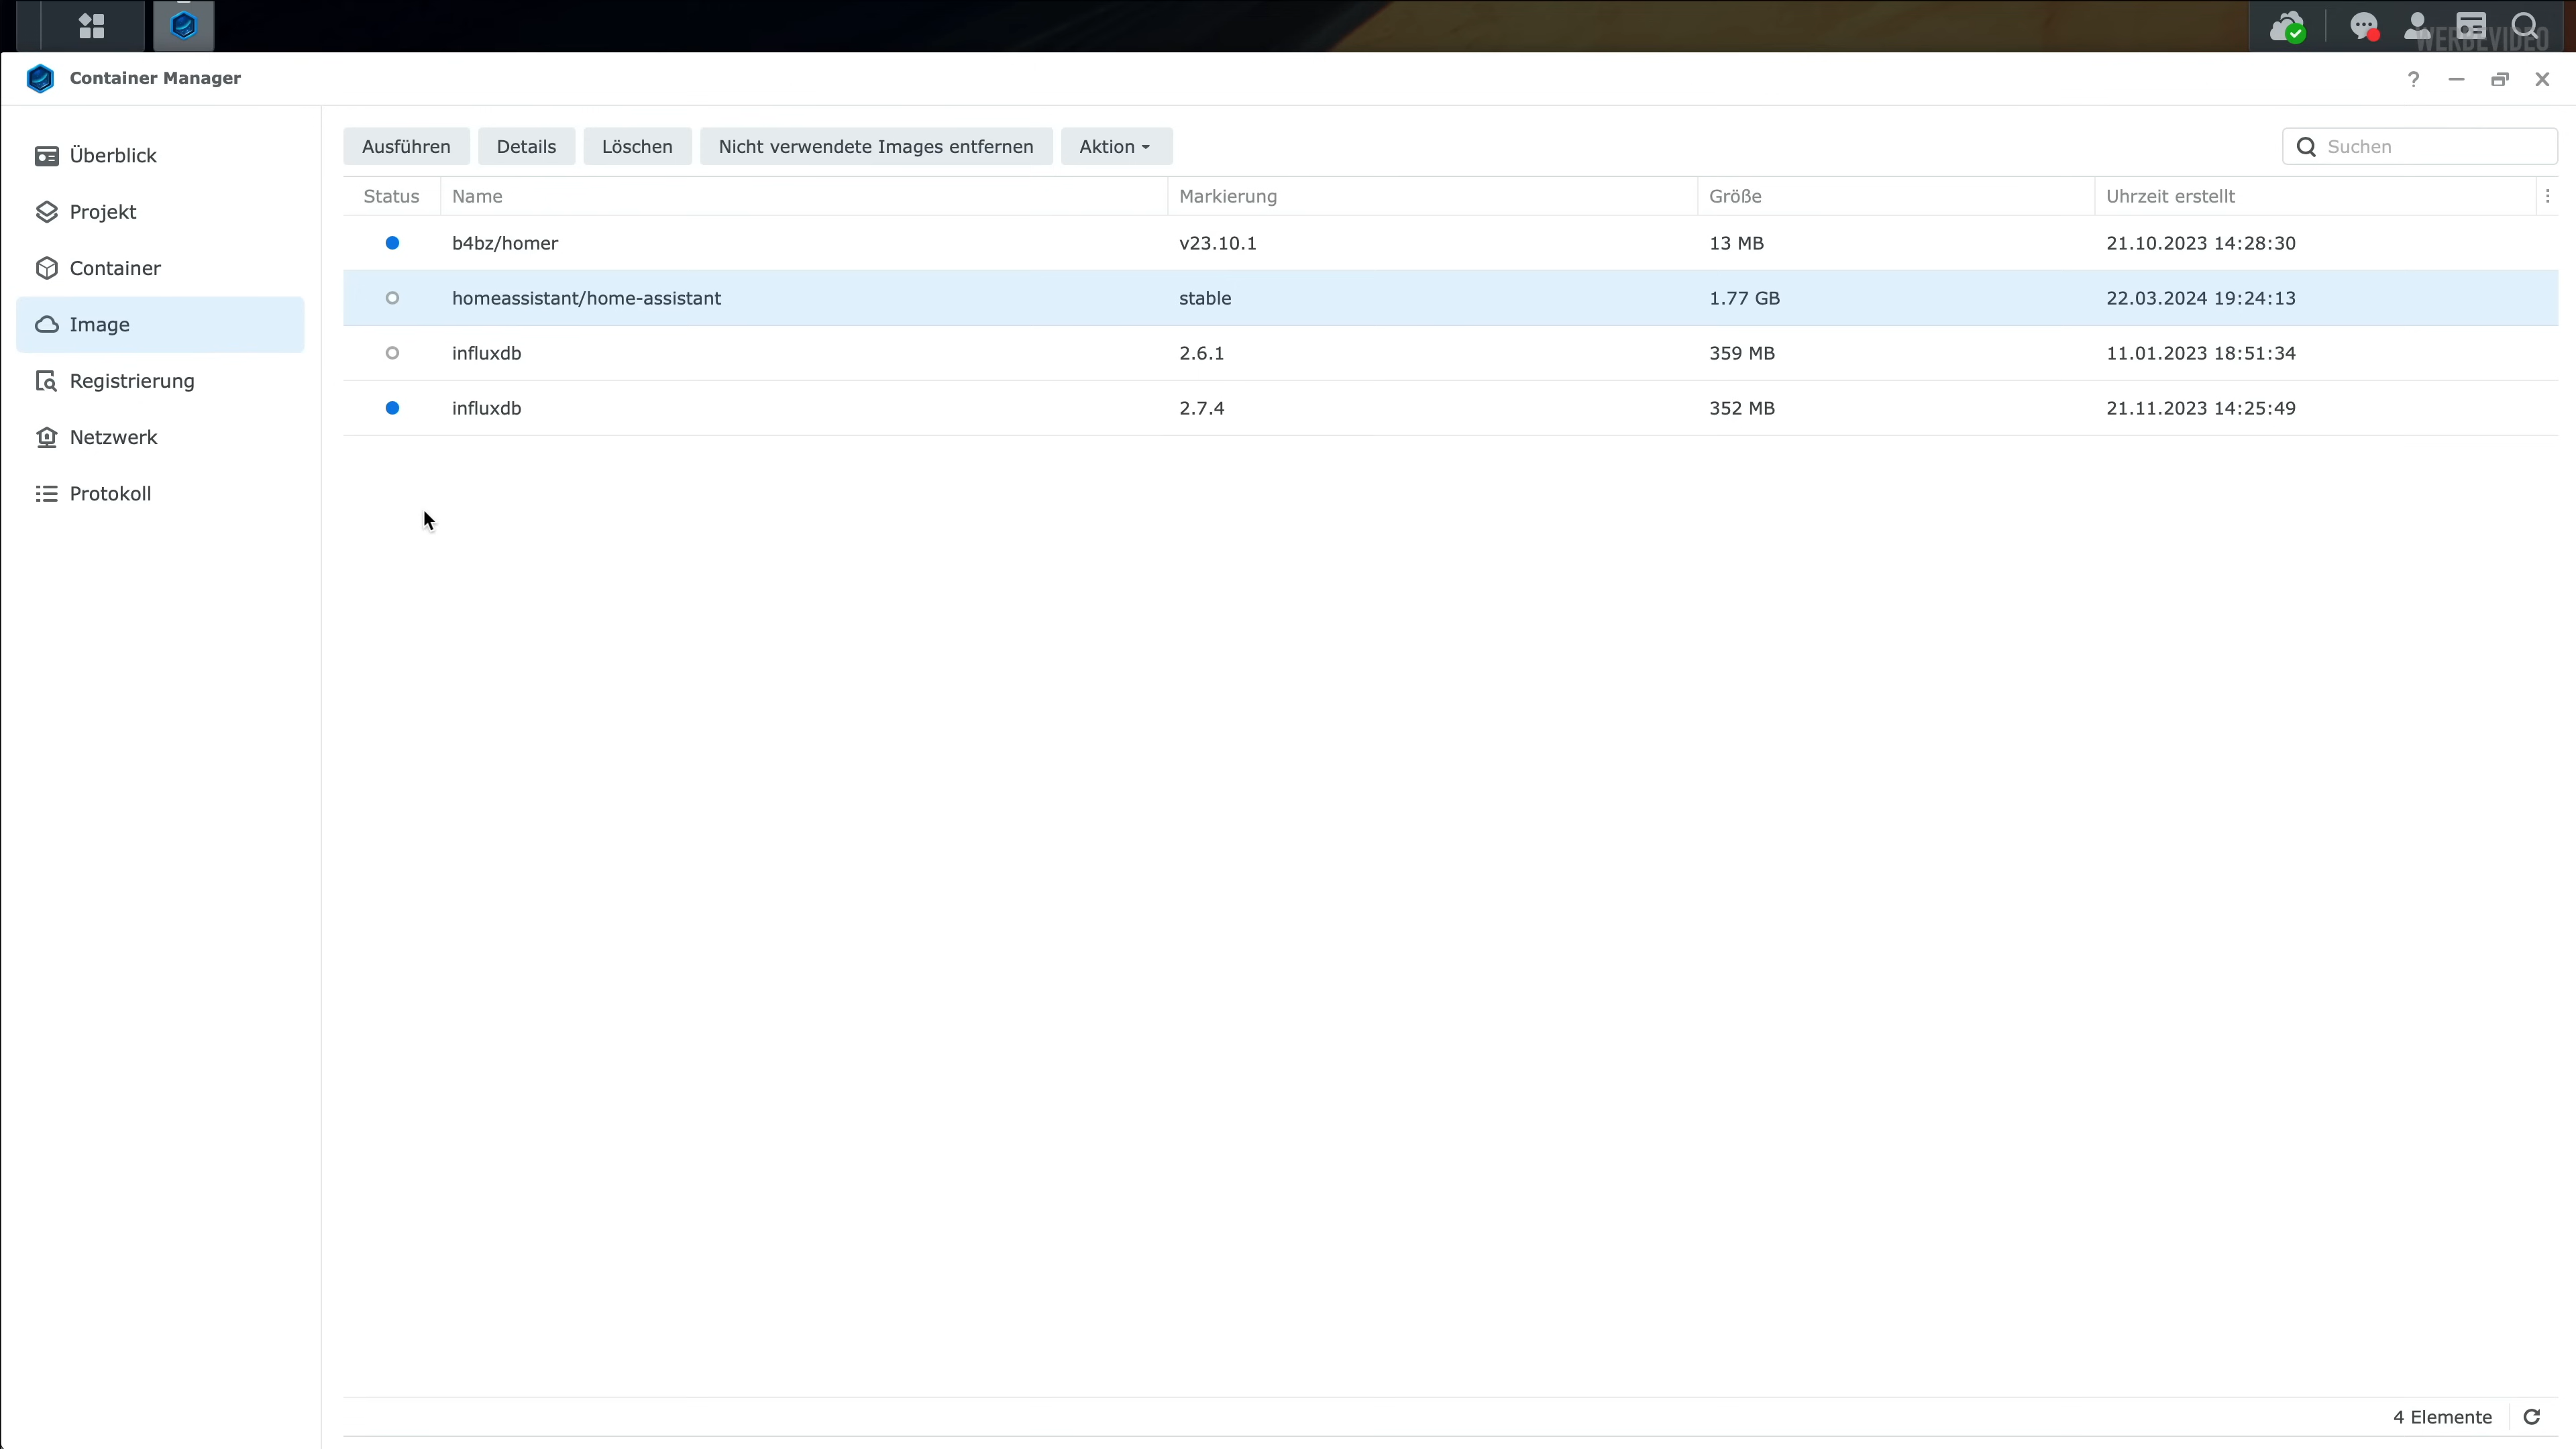 WERBEVIDEO
Container Manager
?
Überblick
Projekt
Container
Image
Registrierung
Netzwerk
Protokoll
Ausführen Details Löschen Nicht verwendete Images entfernen Aktion
Suchen
Status Name Markierung Größe Uhrzeit erstellt
b4bz/homer v23.10.1 13 MB 21.10.2023 14:28:30
homeassistant/home-assistant stable 1.77 GB 22.03.2024 19:24:13
influxdb 2.6.1 359 MB 11.01.2023 18:51:34
influxdb 2.7.4 352 MB 21.11.2023 14:25:49
4 Elemente